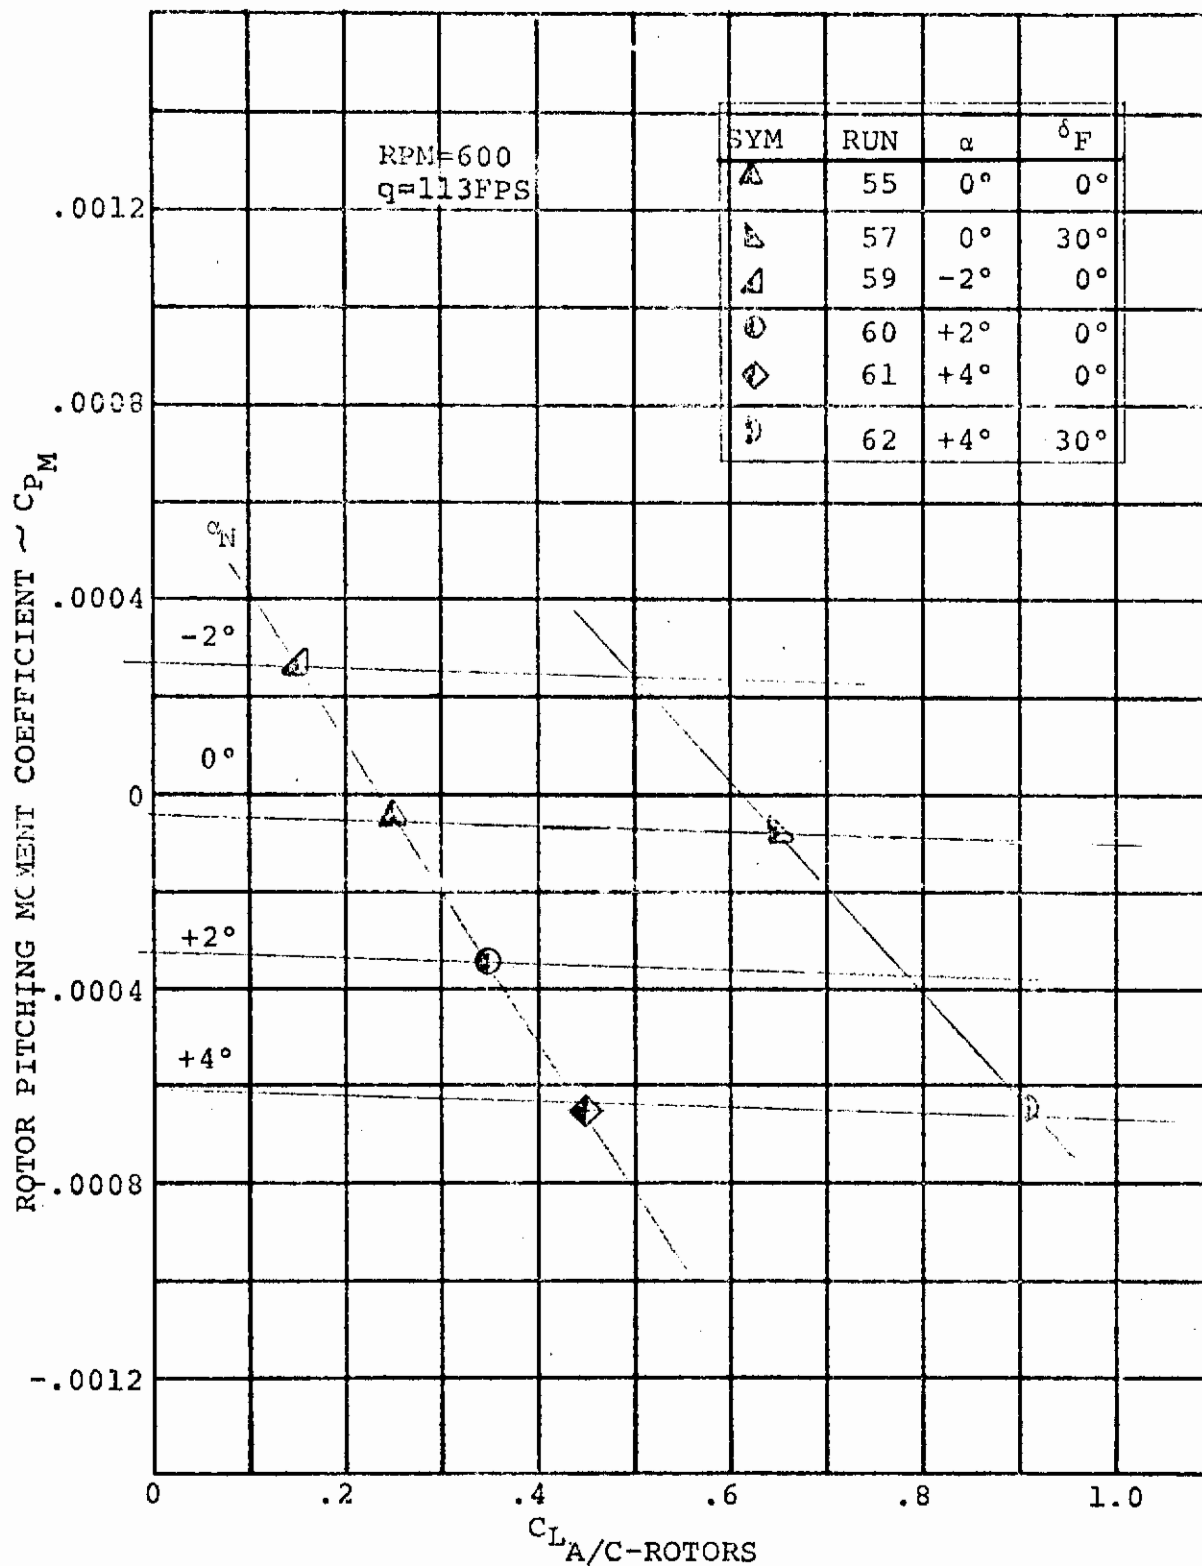 RPM=600
q=113FPS
SYM RUN α δF
55 0° 0°
57 0° 30°
59 -2° 0°
60 +2° 0°
61 +4° 0°
62 +4° 30°
ROTOR PITCHING MOMENT COEFFICIENT ~ CPM
.0012
.0008
.0004
0
-.0004
-.0008
-.0012
αN
-2°
0°
+2°
+4°
0 .2 .4 .6 .8 1.0
CLA/C-ROTORS